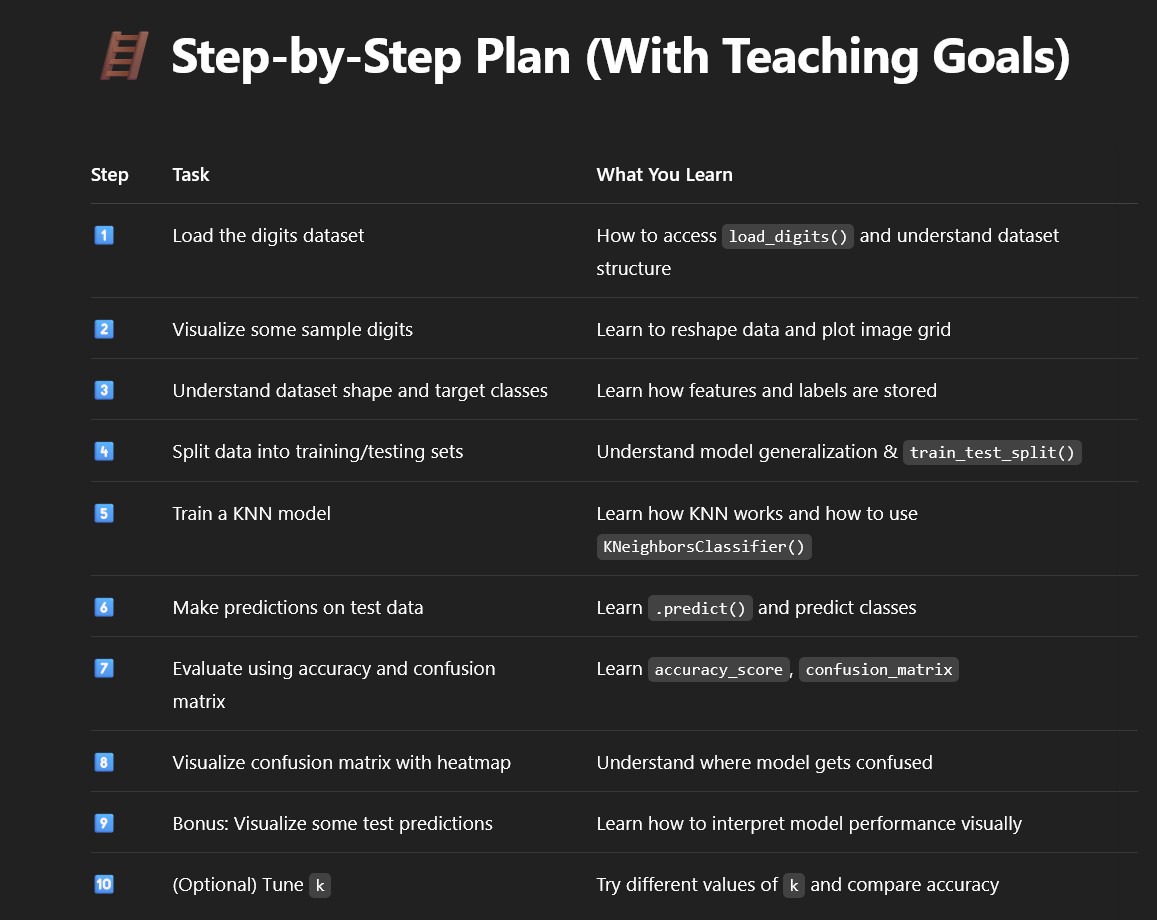 🪜 Step-by-Step Plan (With Teaching Goals)
Step Task What You Learn
1 Load the digits dataset How to access load_digits() and understand dataset
structure
2 Visualize some sample digits Learn to reshape data and plot image grid
3 Understand dataset shape and target classes Learn how features and labels are stored
4 Split data into training/testing sets Understand model generalization & train_test_split()
5 Train a KNN model Learn how KNN works and how to use
KNeighborsClassifier()
6 Make predictions on test data Learn .predict() and predict classes
7 Evaluate using accuracy and confusion Learn accuracy_score, confusion_matrix
matrix
8 Visualize confusion matrix with heatmap Understand where model gets confused
9 Bonus: Visualize some test predictions Learn how to interpret model performance visually
10 (Optional) Tune k Try different values of k and compare accuracy